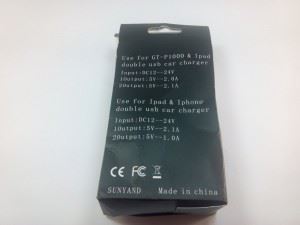 Use for GT-P1000 & Ipad
double usb car charger
Input:DC12--24V
1Output:5V--2.0A
2Output:5V--2.1A
Use for Ipad & Iphone
double usb car charger
Input:DC12--24V
1Output:5V--2.1A
2Output:5V--1.0A
CE FC
SUNYAND Made in china